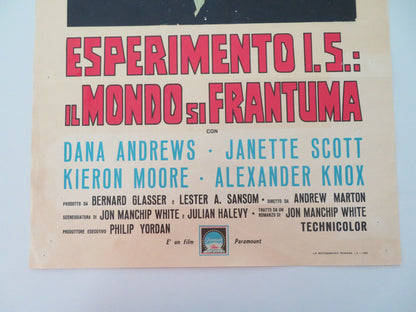 ESPERIMENTO I.S.:
IL MONDO SI FRANTUMA
CON
DANA ANDREWS · JANETTE SCOTT
KIERON MOORE · ALEXANDER KNOX
PRODOTTO DA BERNARD GLASSER E LESTER A. SANSOM · DIRETTO DA ANDREW MARTON
SCENEGGIATURA DI JON MANCHIP WHITE E JULIAN HALEVY · TRATTO DA UN ROMANZO DI JON MANCHIP WHITE
PRODUTTORE ESECUTIVO PHILIP YORDAN TECHNICOLOR
E' un film Paramount